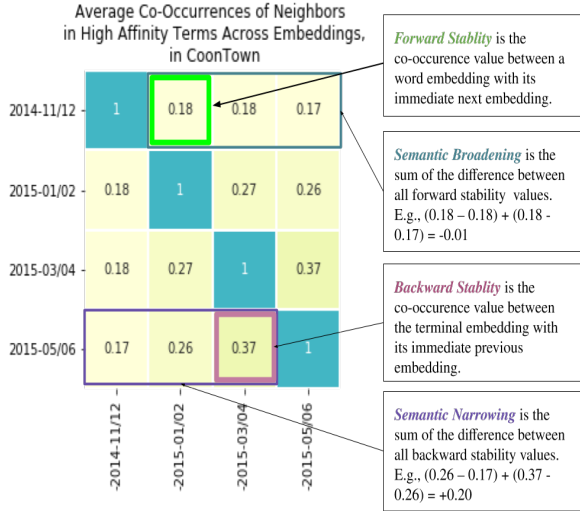 Average Co-Occurrences of Neighbors
in High Affinity Terms Across Embeddings,
in CoonTown
2014-11/12
1
0.18
0.18
0.17
2015-01/02
0.18
1
0.27
0.26
2015-03/04
0.18
0.27
1
0.37
2015-05/06
0.17
0.26
0.37
1
-2014-11/12
-2015-01/02
-2015-03/04
-2015-05/06
Forward Stablity is the
co-occurence value between a
word embedding with its
immediate next embedding.
Semantic Broadening is the
sum of the difference between
all forward stability values.
E.g., (0.18 – 0.18) + (0.18 -
0.17) = -0.01
Backward Stablity is the
co-occurence value between
the terminal embedding with
its immediate previous
embedding.
Semantic Narrowing is the
sum of the difference between
all backward stability values.
E.g., (0.26 – 0.17) + (0.37 -
0.26) = +0.20